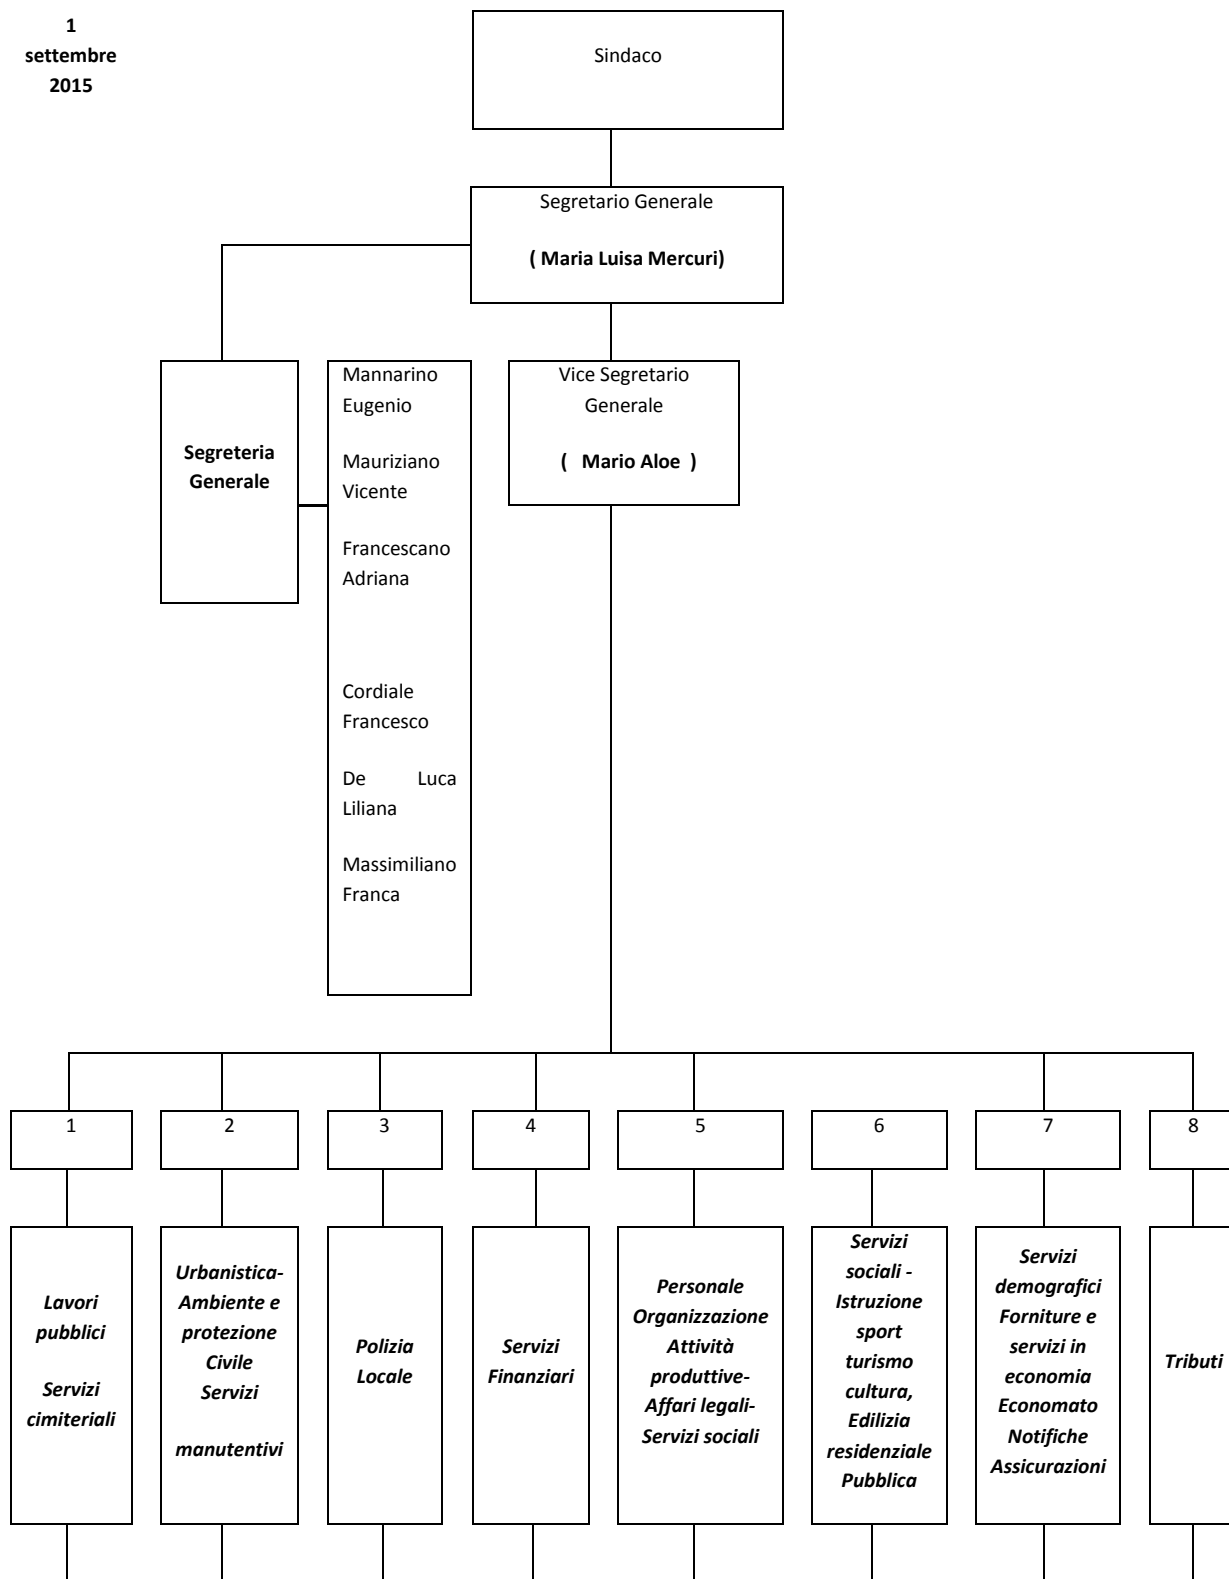 1
settembre
2015
Sindaco
Segretario Generale
( Maria Luisa Mercuri)
Segreteria
Generale
Mannarino
Eugenio
Mauriziano
Vicente
Francescano
Adriana
Cordiale
Francesco
De Luca
Liliana
Massimiliano
Franca
Vice Segretario
Generale
( Mario Aloe )
1
2
3
4
5
6
7
8
Lavori
pubblici
Servizi
cimiteriali
Urbanistica-
Ambiente e
protezione
Civile
Servizi
manutentivi
Polizia
Locale
Servizi
Finanziari
Personale
Organizzazione
Attività
produttive-
Affari legali-
Servizi sociali
Servizi
sociali -
Istruzione
sport
turismo
cultura,
Edilizia
residenziale
Pubblica
Servizi
demografici
Forniture e
servizi in
economia
Economato
Notifiche
Assicurazioni
Tributi